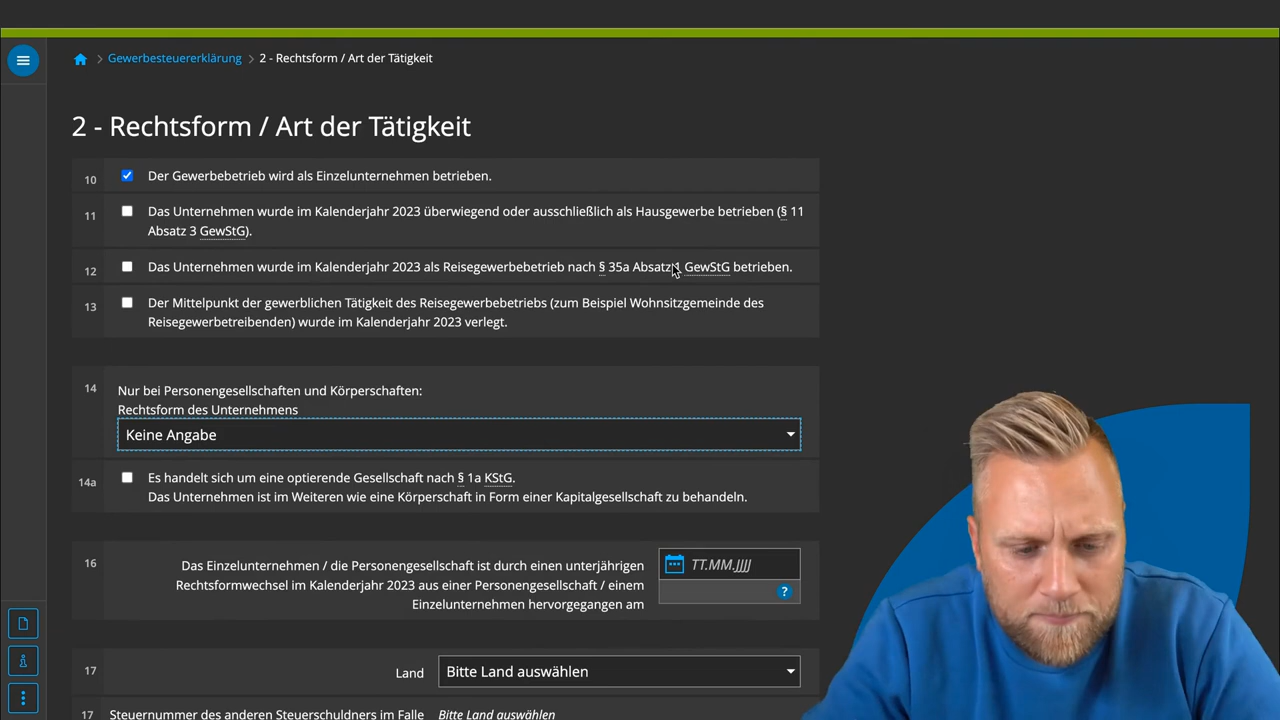 Gewerbesteuererklärung > 2 - Rechtsform / Art der Tätigkeit
2 - Rechtsform / Art der Tätigkeit
10 Der Gewerbebetrieb wird als Einzelunternehmen betrieben.
11 Das Unternehmen wurde im Kalenderjahr 2023 überwiegend oder ausschließlich als Hausgewerbe betrieben (§ 11
Absatz 3 GewStG).
12 Das Unternehmen wurde im Kalenderjahr 2023 als Reisegewerbebetrieb nach § 35a Absatz 1 GewStG betrieben.
13 Der Mittelpunkt der gewerblichen Tätigkeit des Reisegewerbebetriebs (zum Beispiel Wohnsitzgemeinde des
Reisegewerbetreibenden) wurde im Kalenderjahr 2023 verlegt.
14 Nur bei Personengesellschaften und Körperschaften:
Rechtsform des Unternehmens
Keine Angabe
14a Es handelt sich um eine optierende Gesellschaft nach § 1a KStG.
Das Unternehmen ist im Weiteren wie eine Körperschaft in Form einer Kapitalgesellschaft zu behandeln.
16 Das Einzelunternehmen / die Personengesellschaft ist durch einen unterjährigen TT.MM.JJJJ
Rechtsformwechsel im Kalenderjahr 2023 aus einer Personengesellschaft / einem ?
Einzelunternehmen hervorgegangen am
17 Land Bitte Land auswählen
17 Steuernummer des anderen Steuerschuldners im Falle Bitte Land auswählen